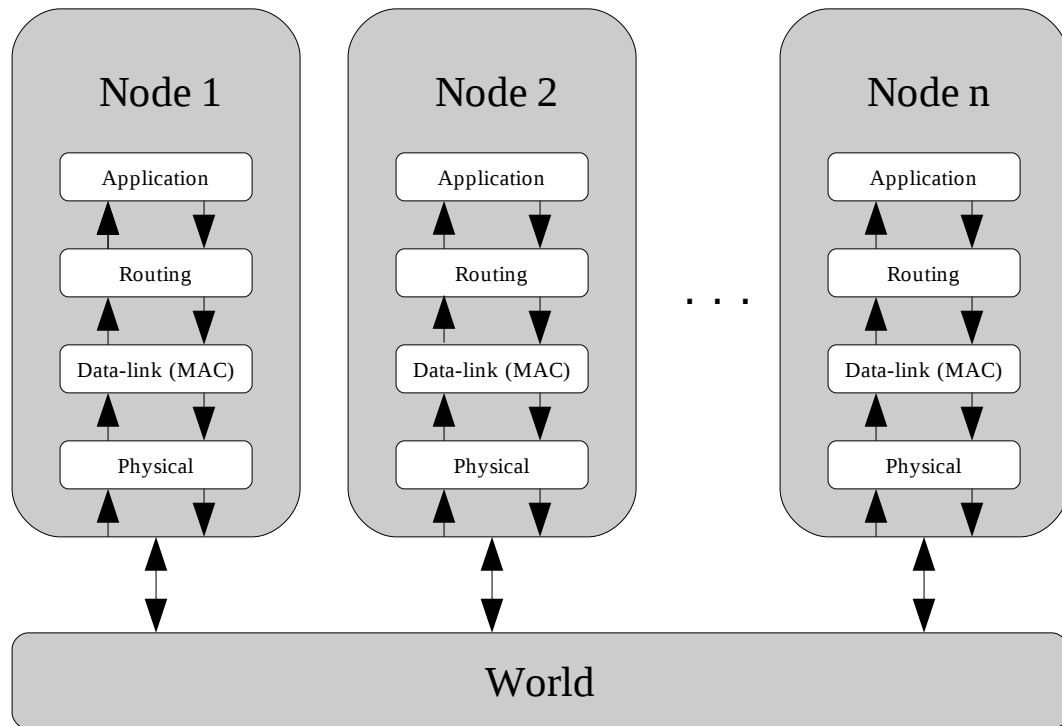 Node 1
Application
Routing
Data-link (MAC)
Physical
Node 2
Application
Routing
Data-link (MAC)
Physical
. . .
Node n
Application
Routing
Data-link (MAC)
Physical
World